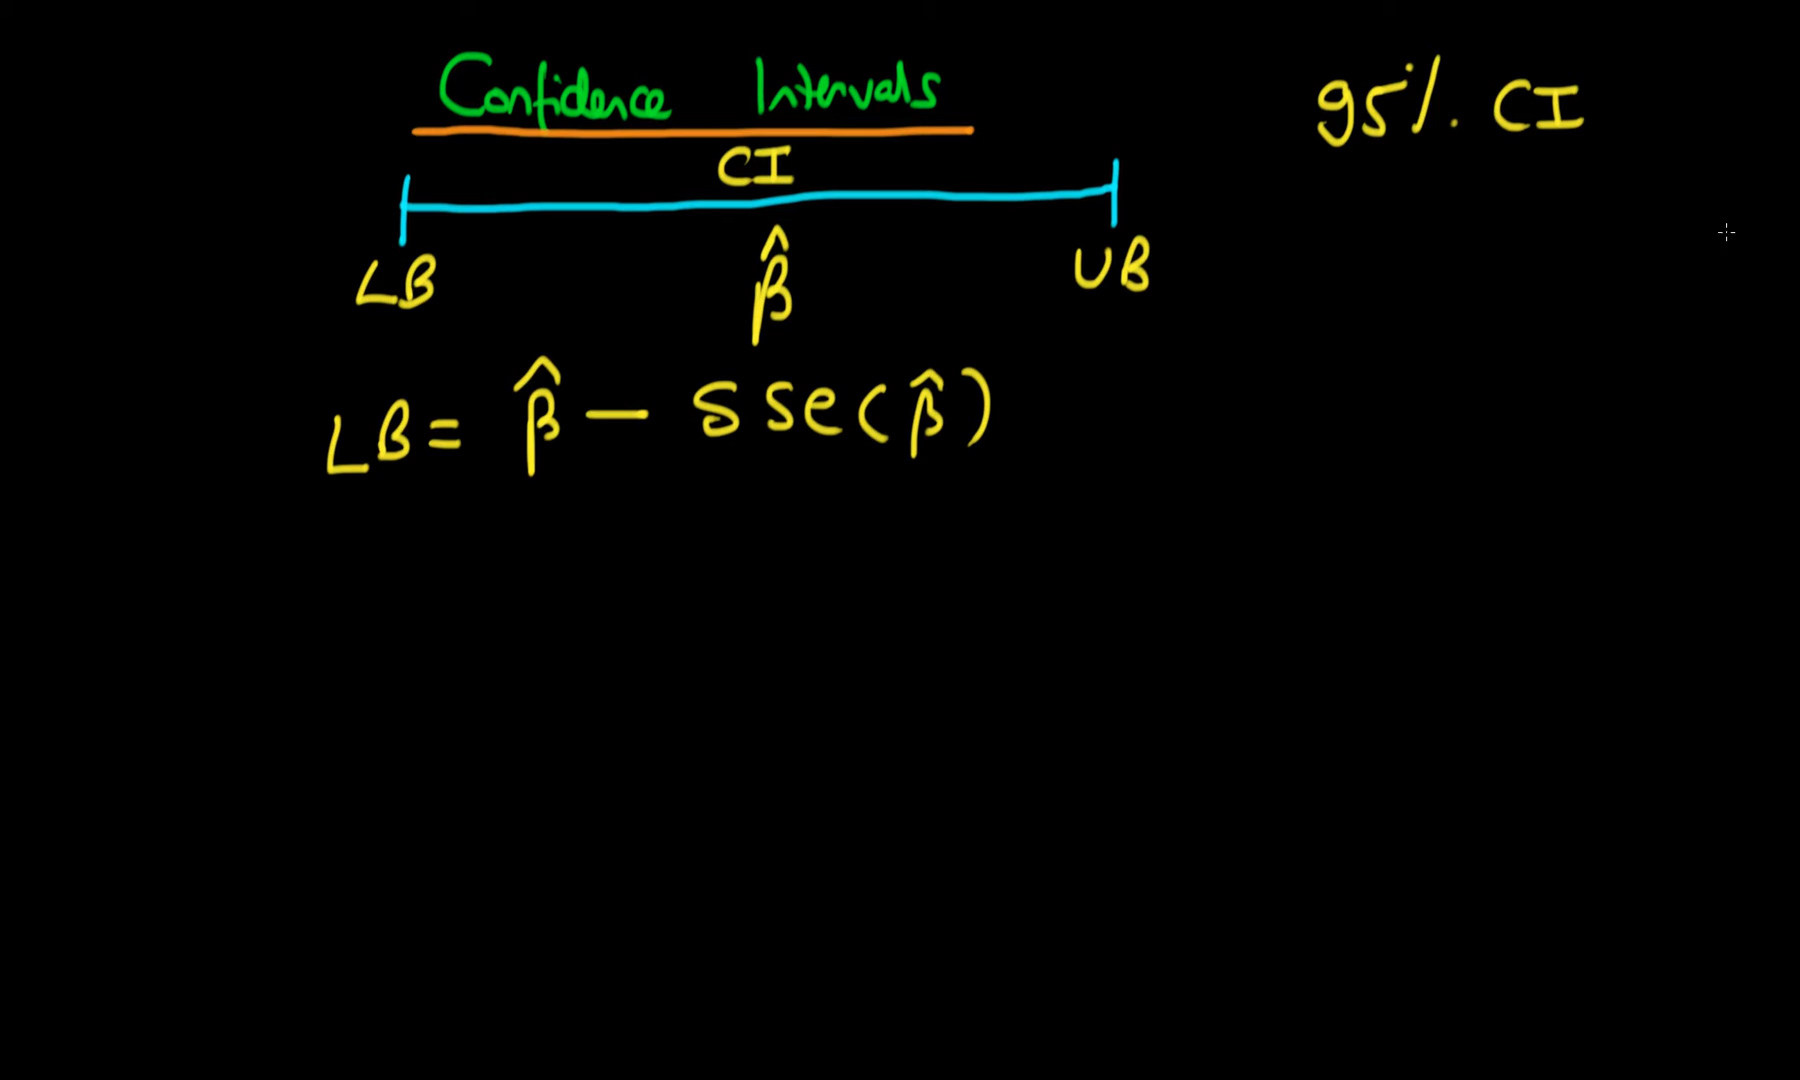 Confidence Intervals
95%. CI
CI
LB β̂ UB
LB = β̂ - δ se(β̂)